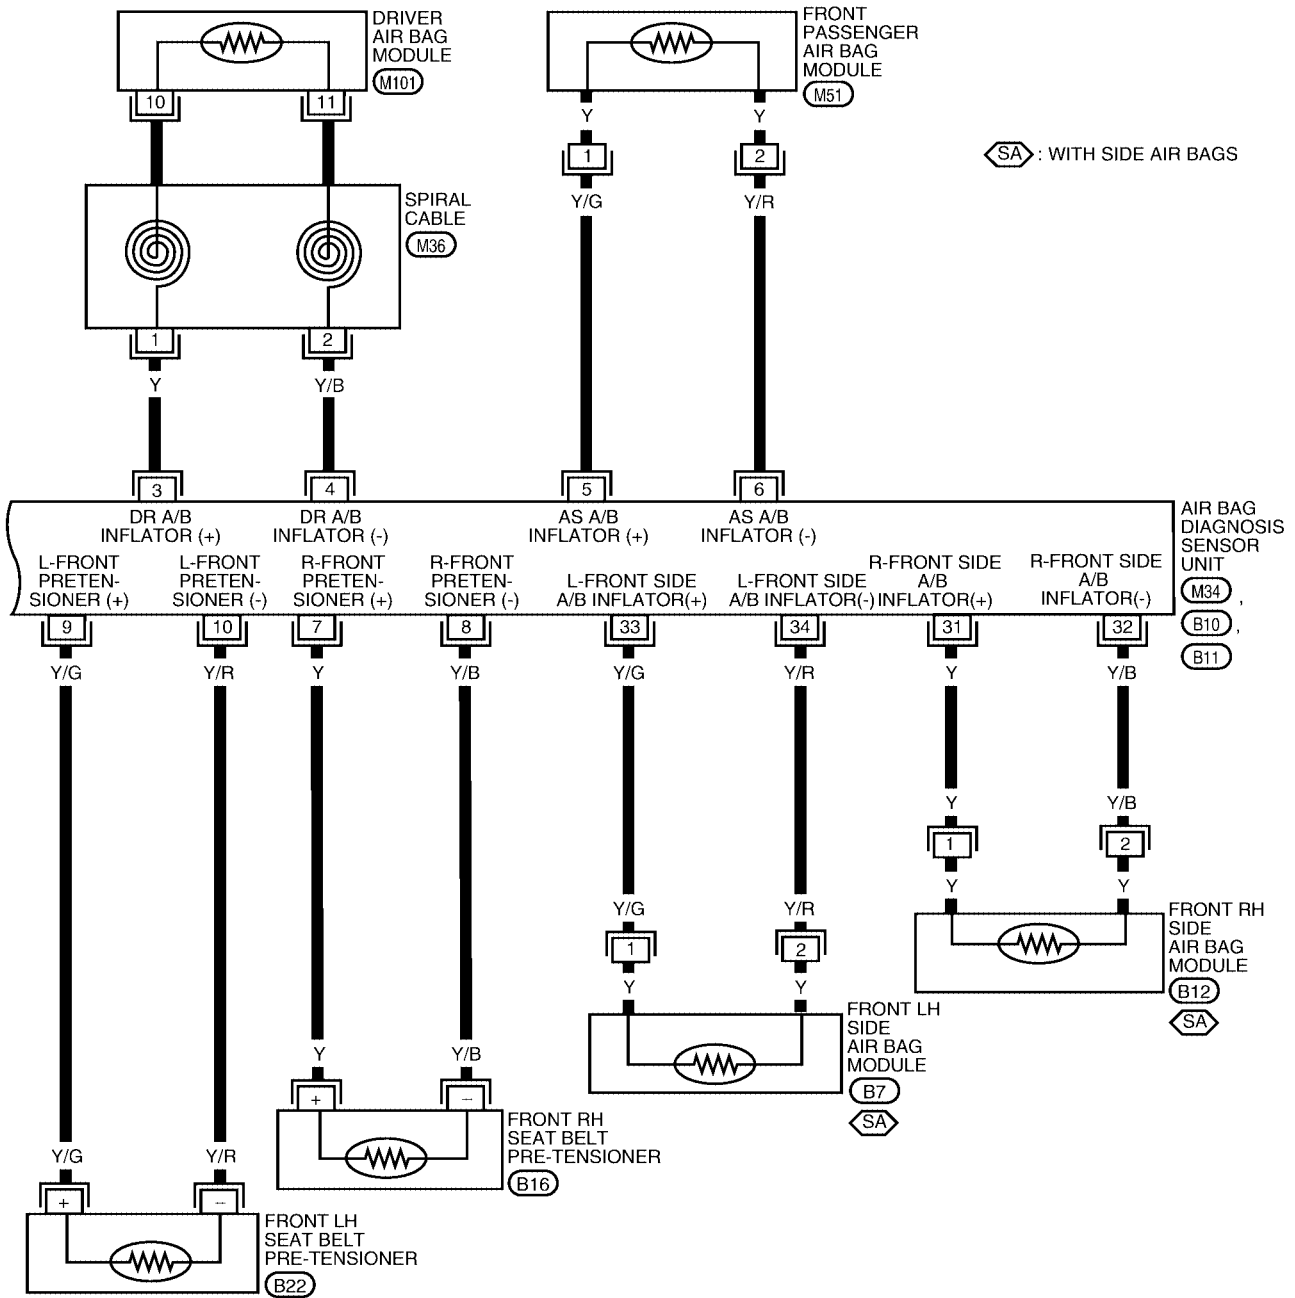 DRIVER
AIR BAG
MODULE
M101
10
11
FRONT
PASSENGER
AIR BAG
MODULE
M51
Y
Y
1
2
Y/G
Y/R
SA : WITH SIDE AIR BAGS
SPIRAL
CABLE
M36
1
2
Y
Y/B
3
4
5
6
DR A/B
INFLATOR (+)
DR A/B
INFLATOR (-)
AS A/B
INFLATOR (+)
AS A/B
INFLATOR (-)
L-FRONT
PRETEN-
SIONER (+)
L-FRONT
PRETEN-
SIONER (-)
R-FRONT
PRETEN-
SIONER (+)
R-FRONT
PRETEN-
SIONER (-)
L-FRONT SIDE
A/B INFLATOR(+)
L-FRONT SIDE
A/B INFLATOR(-)
R-FRONT SIDE
A/B
INFLATOR(+)
R-FRONT SIDE
A/B
INFLATOR(-)
AIR BAG
DIAGNOSIS
SENSOR
UNIT
M34 ,
B10 ,
B11
9
10
7
8
33
34
31
32
Y/G
Y/R
Y
Y/B
Y/G
Y/R
Y
Y/B
Y
Y/B
1
2
Y
Y
FRONT RH
SIDE
AIR BAG
MODULE
B12
SA
Y/G
Y/R
1
2
Y
Y
FRONT LH
SIDE
AIR BAG
MODULE
B7
SA
Y
Y/B
+
−
FRONT RH
SEAT BELT
PRE-TENSIONER
B16
Y/G
Y/R
+
−
FRONT LH
SEAT BELT
PRE-TENSIONER
B22